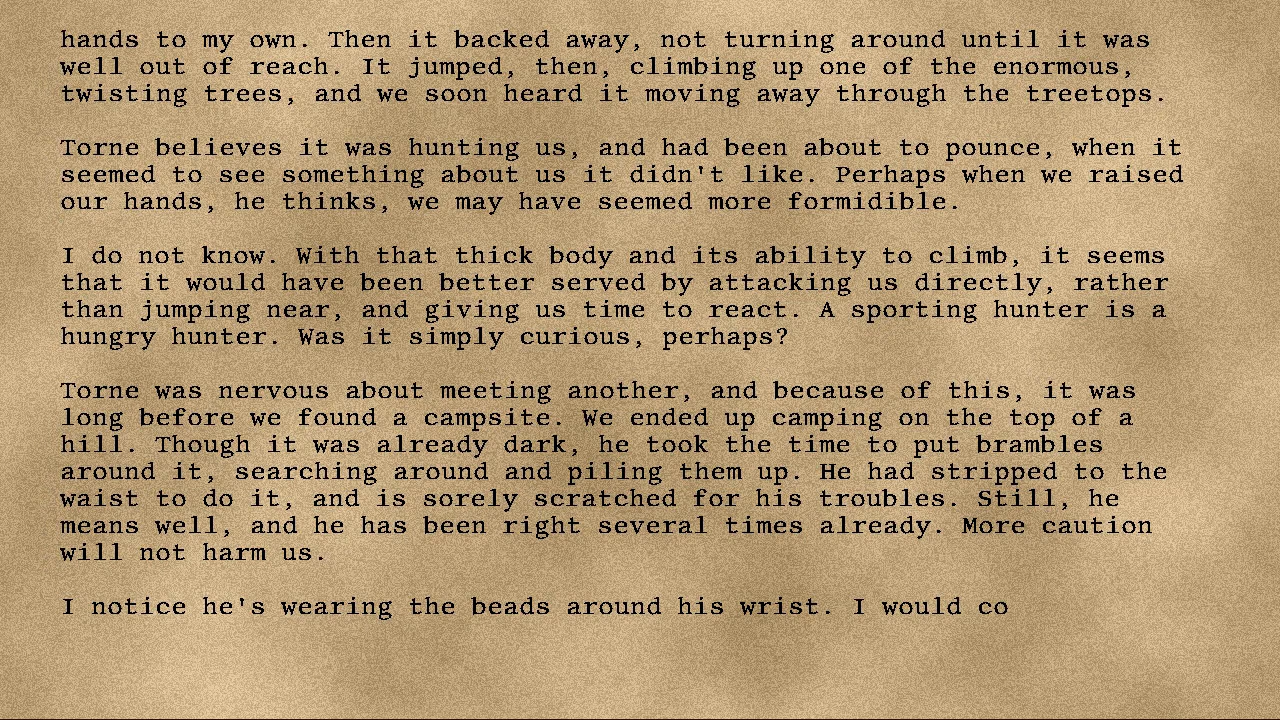 hands to my own. Then it backed away, not turning around until it was
well out of reach. It jumped, then, climbing up one of the enormous,
twisting trees, and we soon heard it moving away through the treetops.
Torne believes it was hunting us, and had been about to pounce, when it
seemed to see something about us it didn't like. Perhaps when we raised
our hands, he thinks, we may have seemed more formidible.
I do not know. With that thick body and its ability to climb, it seems
that it would have been better served by attacking us directly, rather
than jumping near, and giving us time to react. A sporting hunter is a
hungry hunter. Was it simply curious, perhaps?
Torne was nervous about meeting another, and because of this, it was
long before we found a campsite. We ended up camping on the top of a
hill. Though it was already dark, he took the time to put brambles
around it, searching around and piling them up. He had stripped to the
waist to do it, and is sorely scratched for his troubles. Still, he
means well, and he has been right several times already. More caution
will not harm us.
I notice he's wearing the beads around his wrist. I would co